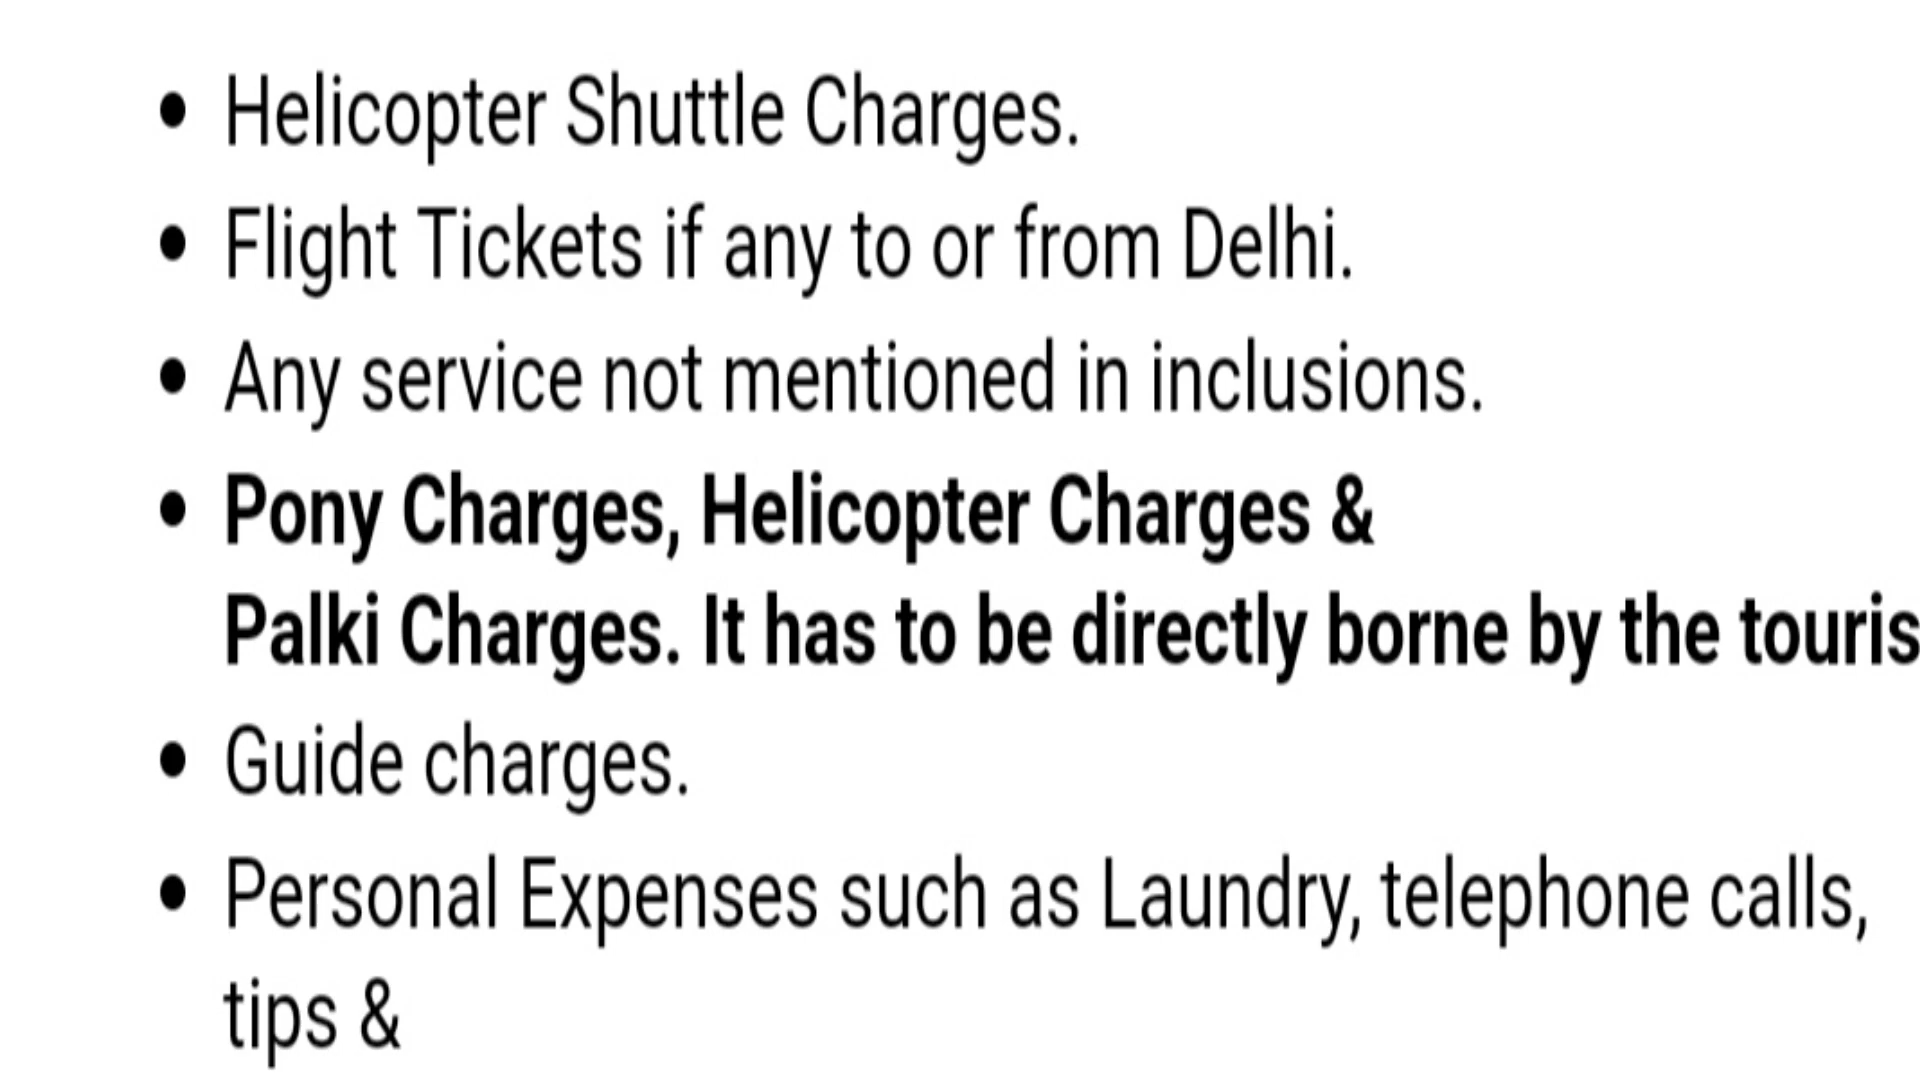 • Helicopter Shuttle Charges.
• Flight Tickets if any to or from Delhi.
• Any service not mentioned in inclusions.
• Pony Charges, Helicopter Charges &
Palki Charges. It has to be directly borne by the touris
• Guide charges.
• Personal Expenses such as Laundry, telephone calls,
tips &